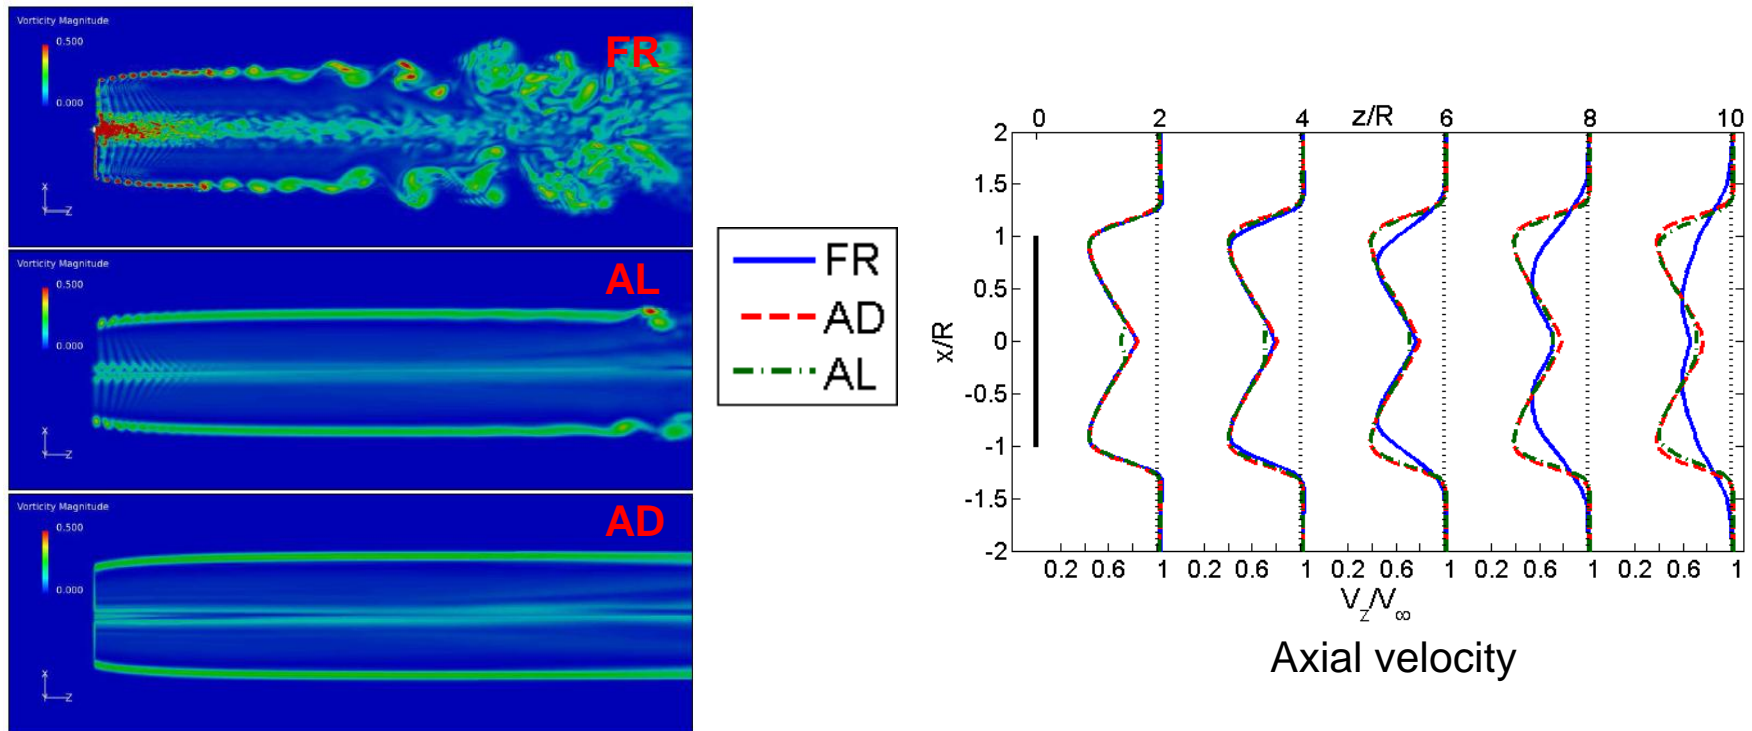 Vorticity Magnitude
0.500
0.000
FR
X
Z
Vorticity Magnitude
0.500
0.000
AL
X
Z
Vorticity Magnitude
0.500
0.000
AD
X
Z
FR
AD
AL
0 2 4 z/R 6 8 10
2
1.5
1
0.5
0
-0.5
-1
-1.5
-2
x/R
0.2 0.6 1 0.2 0.6 1 0.2 0.6 1 0.2 0.6 1 0.2 0.6 1
V_z/V_∞
Axial velocity